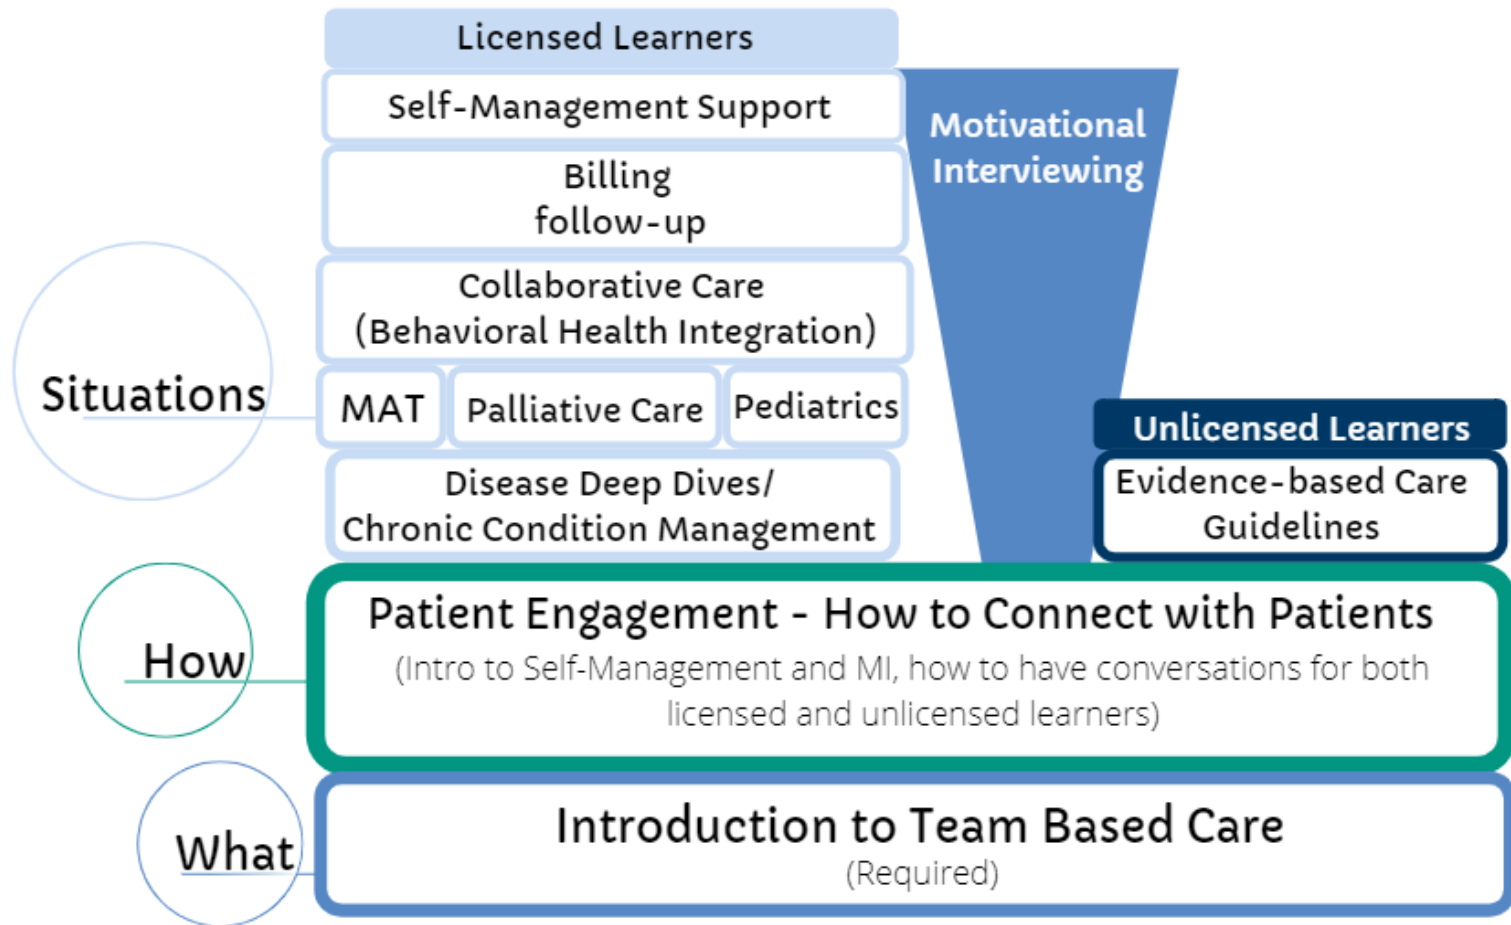 Licensed Learners
Self-Management Support
Motivational
Interviewing
Billing
follow-up
Collaborative Care
(Behavioral Health Integration)
Situations
MAT
Palliative Care
Pediatrics
Unlicensed Learners
Disease Deep Dives/
Chronic Condition Management
Evidence-based Care
Guidelines
How
Patient Engagement - How to Connect with Patients
(Intro to Self-Management and MI, how to have conversations for both
licensed and unlicensed learners)
What
Introduction to Team Based Care
(Required)